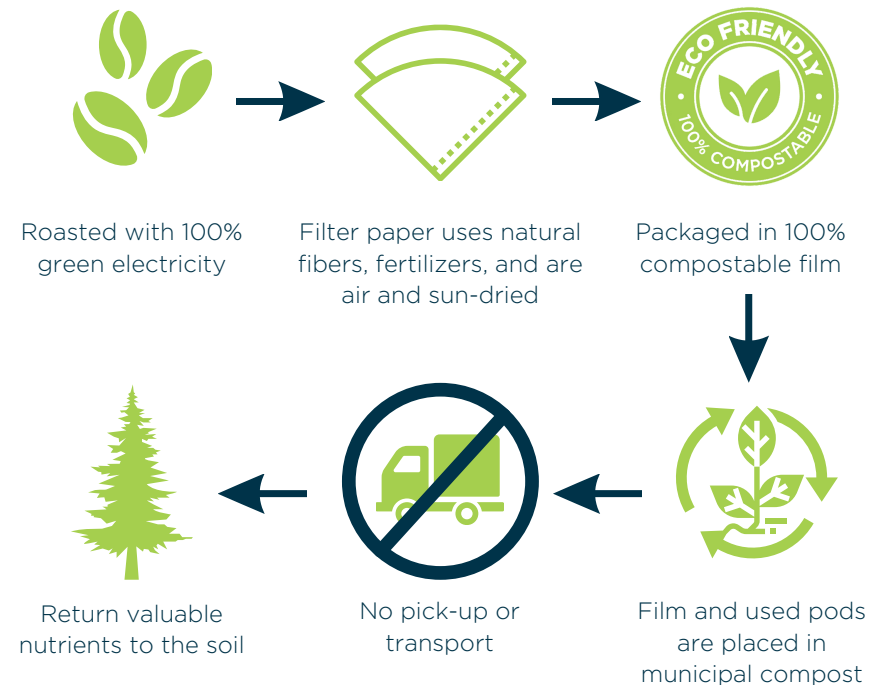 ECO FRIENDLY
100% COMPOSTABLE
Roasted with 100%
green electricity
Filter paper uses natural
fibers, fertilizers, and are
air and sun-dried
Packaged in 100%
compostable film
Return valuable
nutrients to the soil
No pick-up or
transport
Film and used pods
are placed in
municipal compost